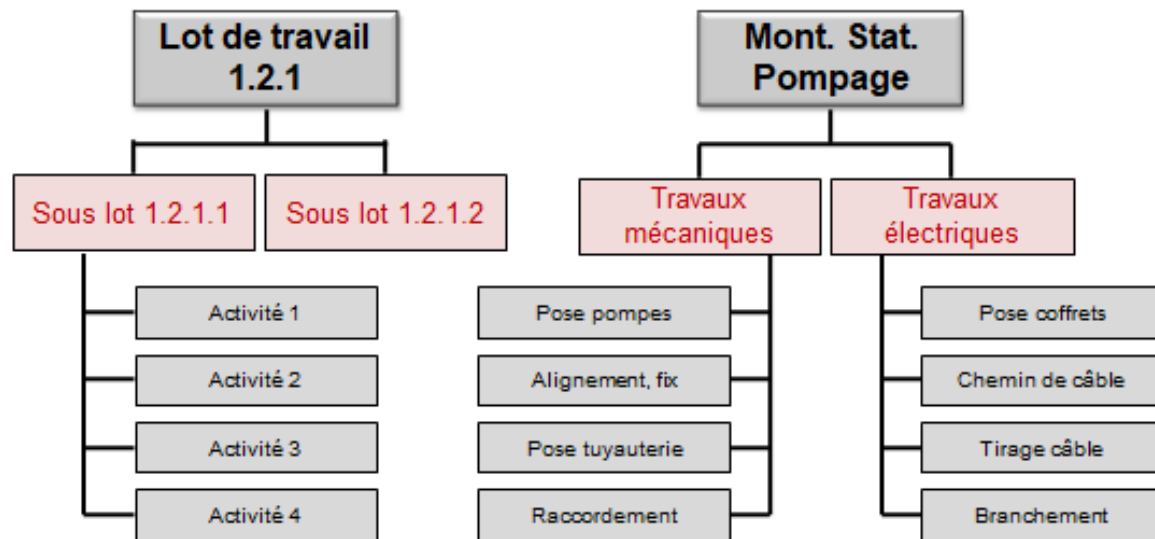 Lot de travail
1.2.1
Mont. Stat.
Pompage
Sous lot 1.2.1.1
Sous lot 1.2.1.2
Travaux
mécaniques
Travaux
électriques
Activité 1
Activité 2
Activité 3
Activité 4
Pose pompes
Alignement, fix
Pose tuyauterie
Raccordement
Pose coffrets
Chemin de câble
Tirage câble
Branchement